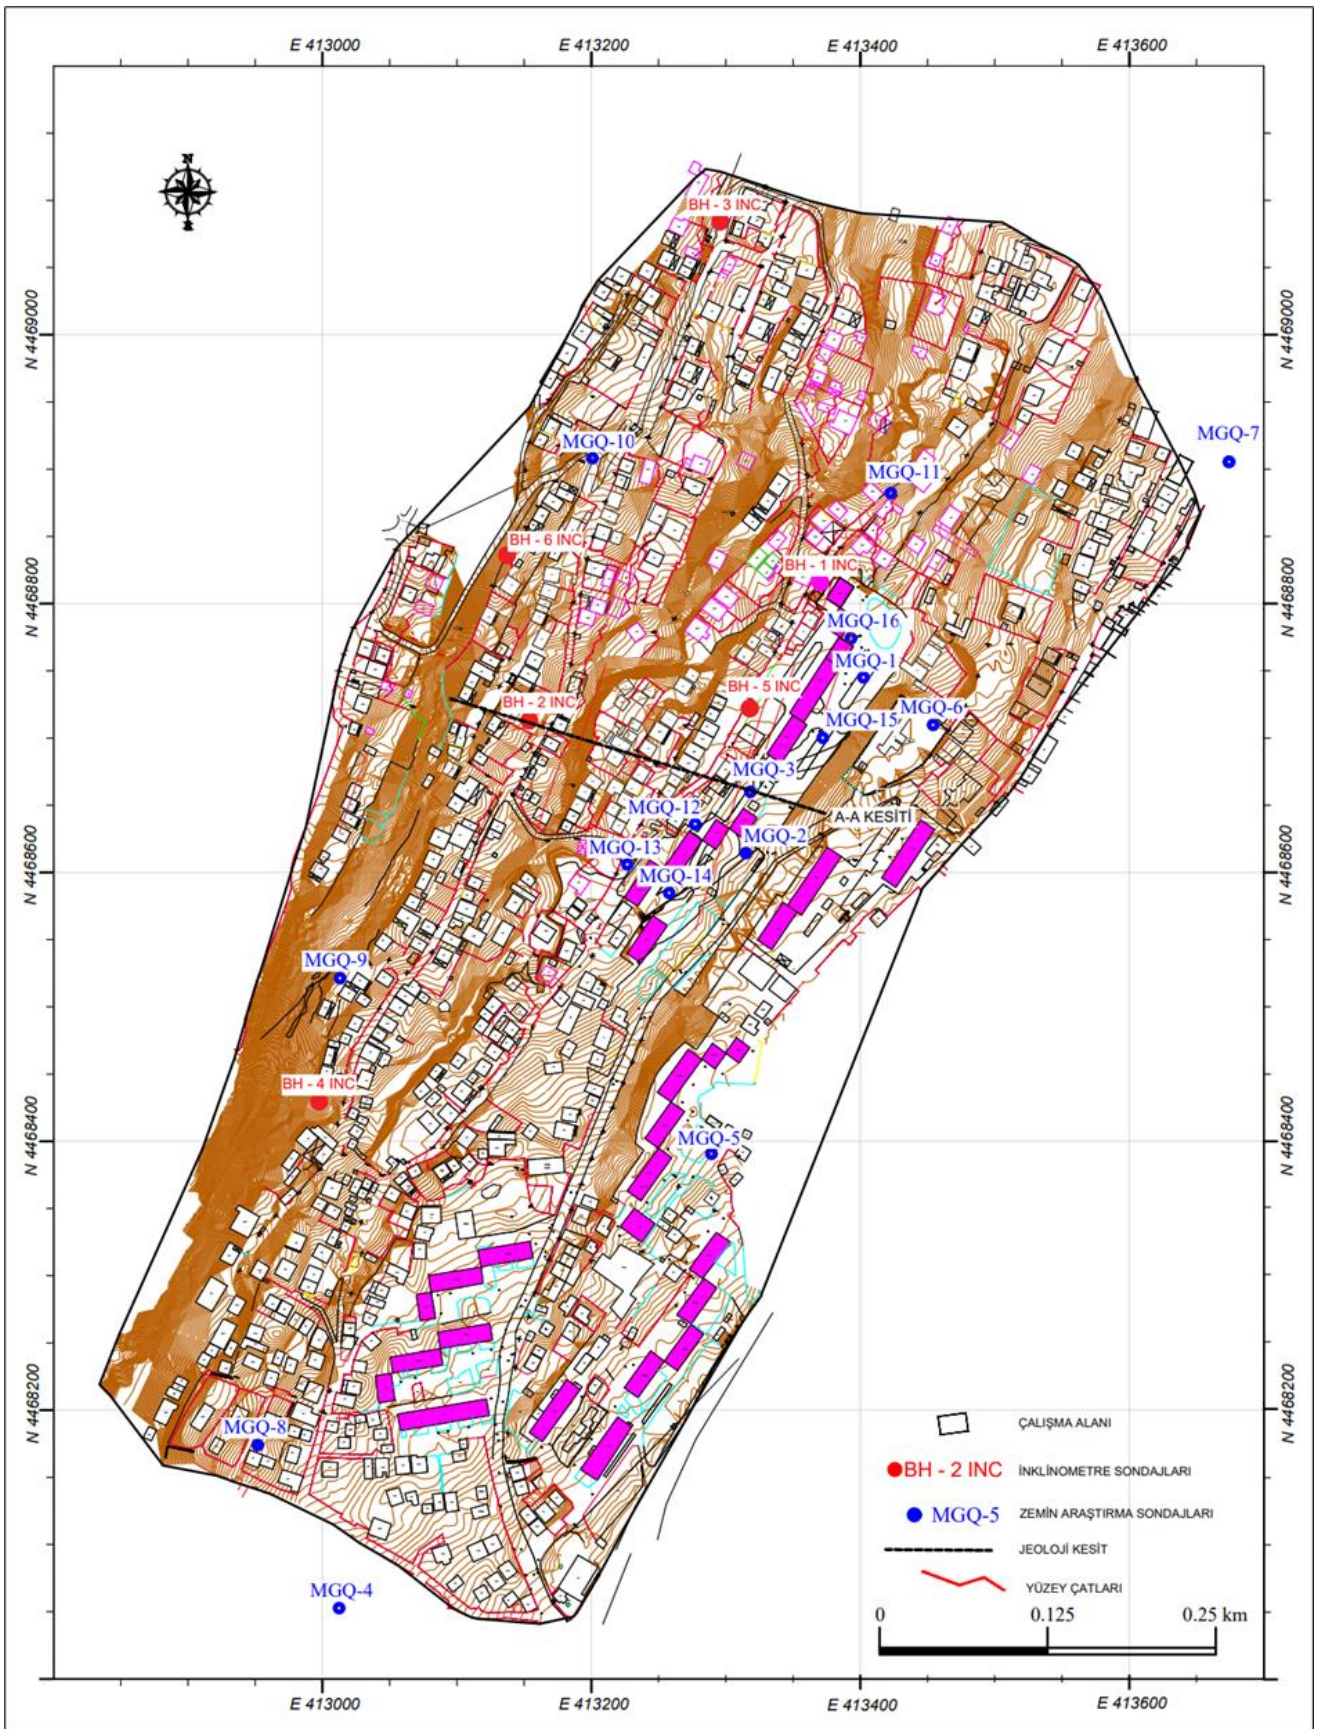 E 413000
E 413200
E 413400
E 413600
N
BH - 3 INC
N 4469000
N 4469000
MGQ-7
MGQ-10
MGQ-11
BH - 6 INC
BH - 1 INC
N 4468800
N 4468800
MGQ-16
MGQ-1
BH - 5 INC
BH - 2 INC
MGQ-6
MGQ-15
MGQ-3
MGQ-12
A-A KESİTİ
MGQ-2
MGQ-13
MGQ-14
N 4468600
N 4468600
MGQ-9
BH - 4 INC
N 4468400
N 4468400
MGQ-5
N 4468200
N 4468200
MGQ-8
ÇALIŞMA ALANI
BH - 2 INC İNKLİNOMETRE SONDAJLARI
MGQ-5 ZEMİN ARAŞTIRMA SONDAJLARI
JEOLOJİ KESİT
YÜZEY ÇATLARI
MGQ-4
0 0.125 0.25 km
E 413000
E 413200
E 413400
E 413600